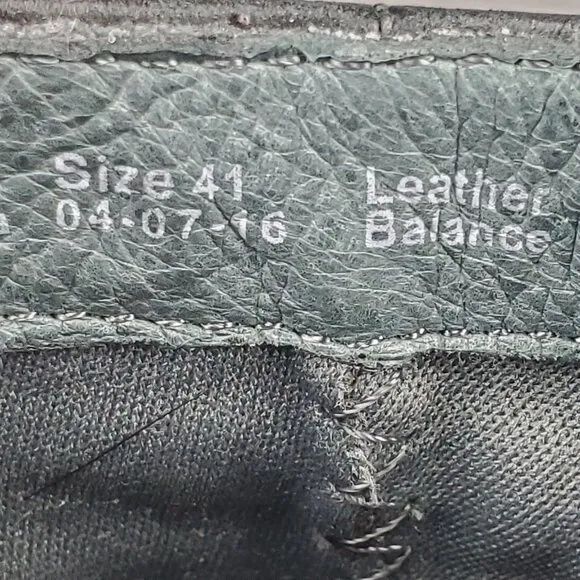 Size 41
04-07-16
Leather
Balance